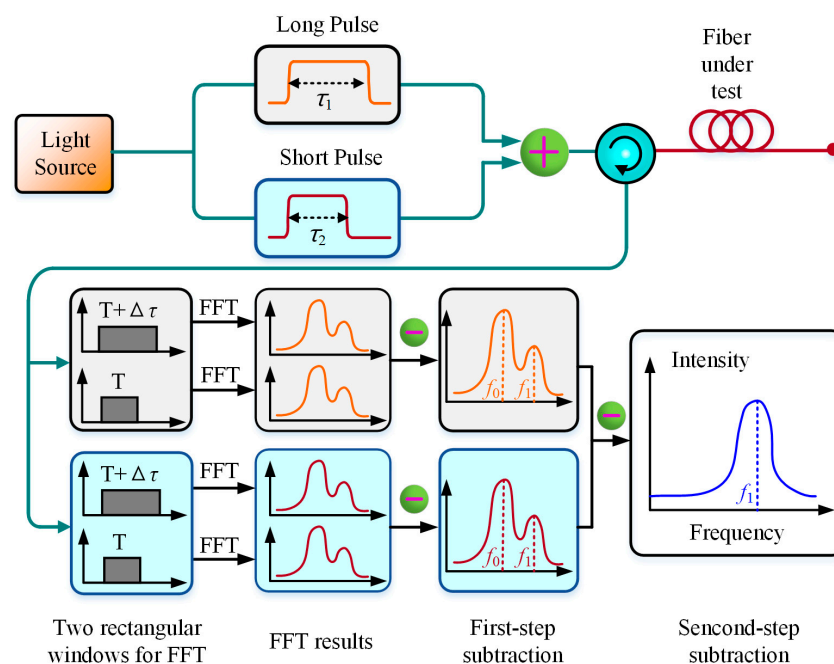 Long Pulse
τ1
Light
Source
Short Pulse
τ2
+
Fiber
under
test
T+Δτ
FFT
T
FFT
−
f0 f1
T+Δτ
FFT
T
FFT
−
f0 f1
−
Intensity
f1
Frequency
Two rectangular
windows for FFT
FFT results
First-step
subtraction
Sencond-step
subtraction